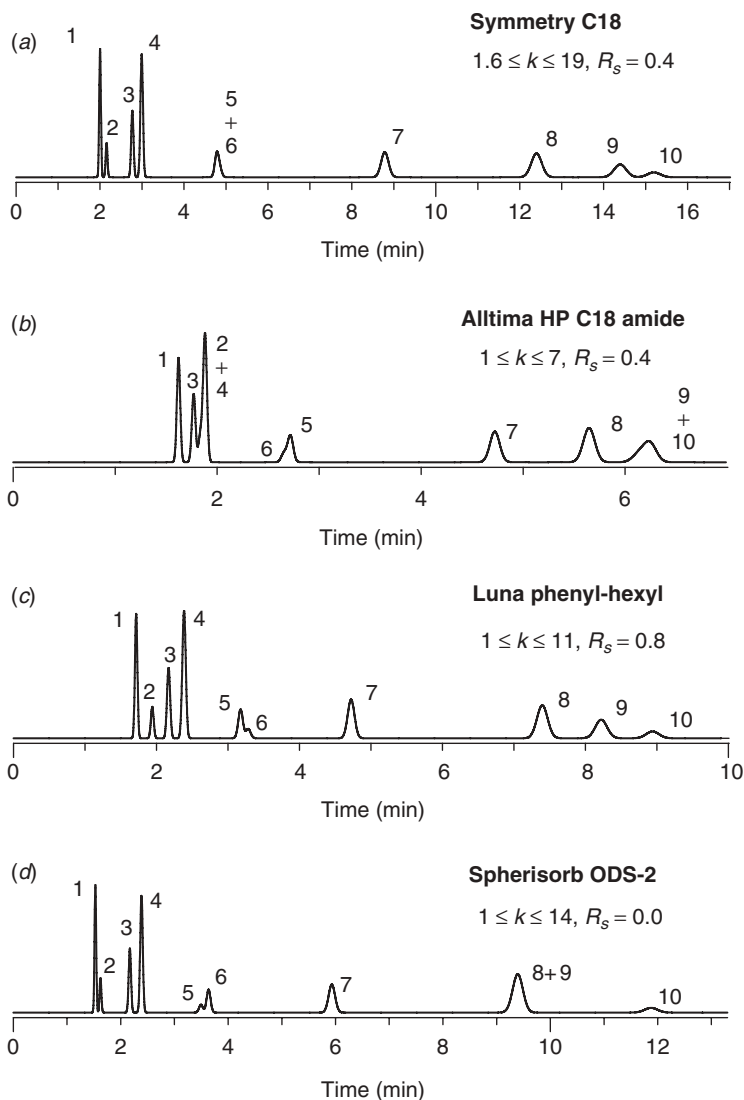 (a)
Symmetry C18
1.6 ≤ k ≤ 19, Rs = 0.4
1
2
3
4
5
+
6
7
8
9
10
0 2 4 6 8 10 12 14 16
Time (min)
(b)
Alltima HP C18 amide
1 ≤ k ≤ 7, Rs = 0.4
1
3
2
+
4
6
5
7
8
9
+
10
0 2 4 6
Time (min)
(c)
Luna phenyl-hexyl
1 ≤ k ≤ 11, Rs = 0.8
1
2
3
4
5
6
7
8
9
10
0 2 4 6 8 10
Time (min)
(d)
Spherisorb ODS-2
1 ≤ k ≤ 14, Rs = 0.0
1
2
3
4
5
6
7
8+9
10
0 2 4 6 8 10 12
Time (min)